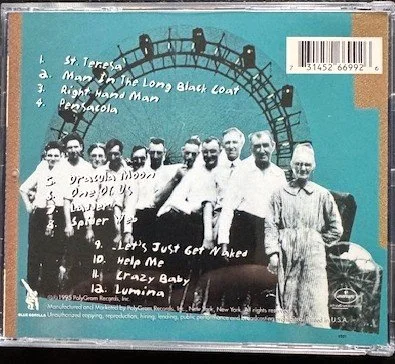 1. St. Teresa
2. Man In The Long Black Coat
3. Right Hand Man
4. Pensacola
5. Dracula Moon
6. One Of Us
7. Ladder
8. Spider Web
9. Let's Just Get Naked
10. Help Me
11. Crazy Baby
12. Lumina
7 31452 66992 6
1995 PolyGram Records, Inc.
Manufactured and Marketed by PolyGram Records, Inc., New York, New York. All rights
BLUE GORILLA
Unauthorized copying, reproduction, hiring, lending, public performance and U.S.A.